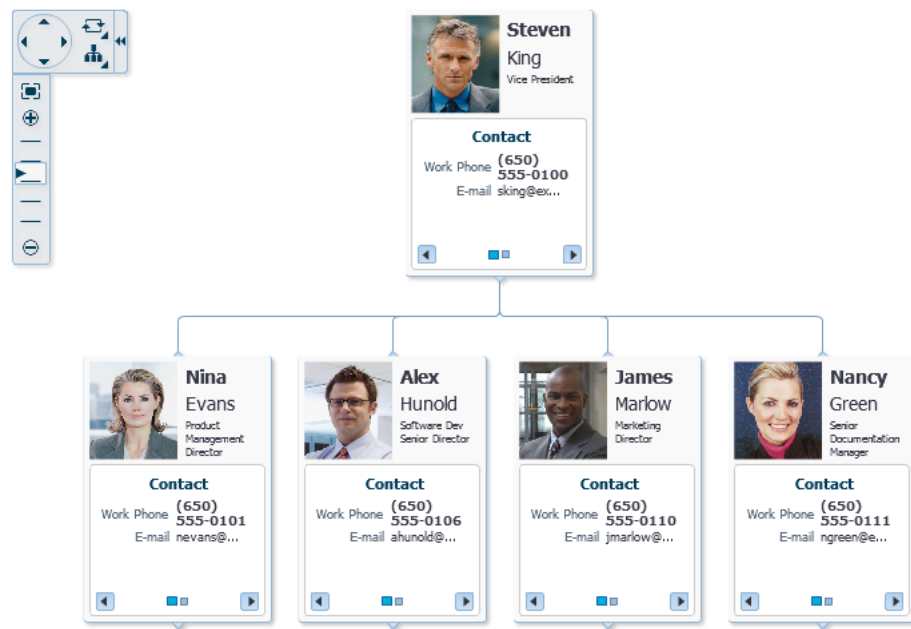 Steven
King
Vice President
Contact
Work Phone (650)
555-0100
E-mail sking@ex...
Nina
Evans
Product
Management
Director
Contact
Work Phone (650)
555-0101
E-mail nevans@...
Alex
Hunold
Software Dev
Senior Director
Contact
Work Phone (650)
555-0106
E-mail ahunold@...
James
Marlow
Marketing
Director
Contact
Work Phone (650)
555-0110
E-mail jmarlow@...
Nancy
Green
Senior
Documentation
Manager
Contact
Work Phone (650)
555-0111
E-mail ngreen@e...